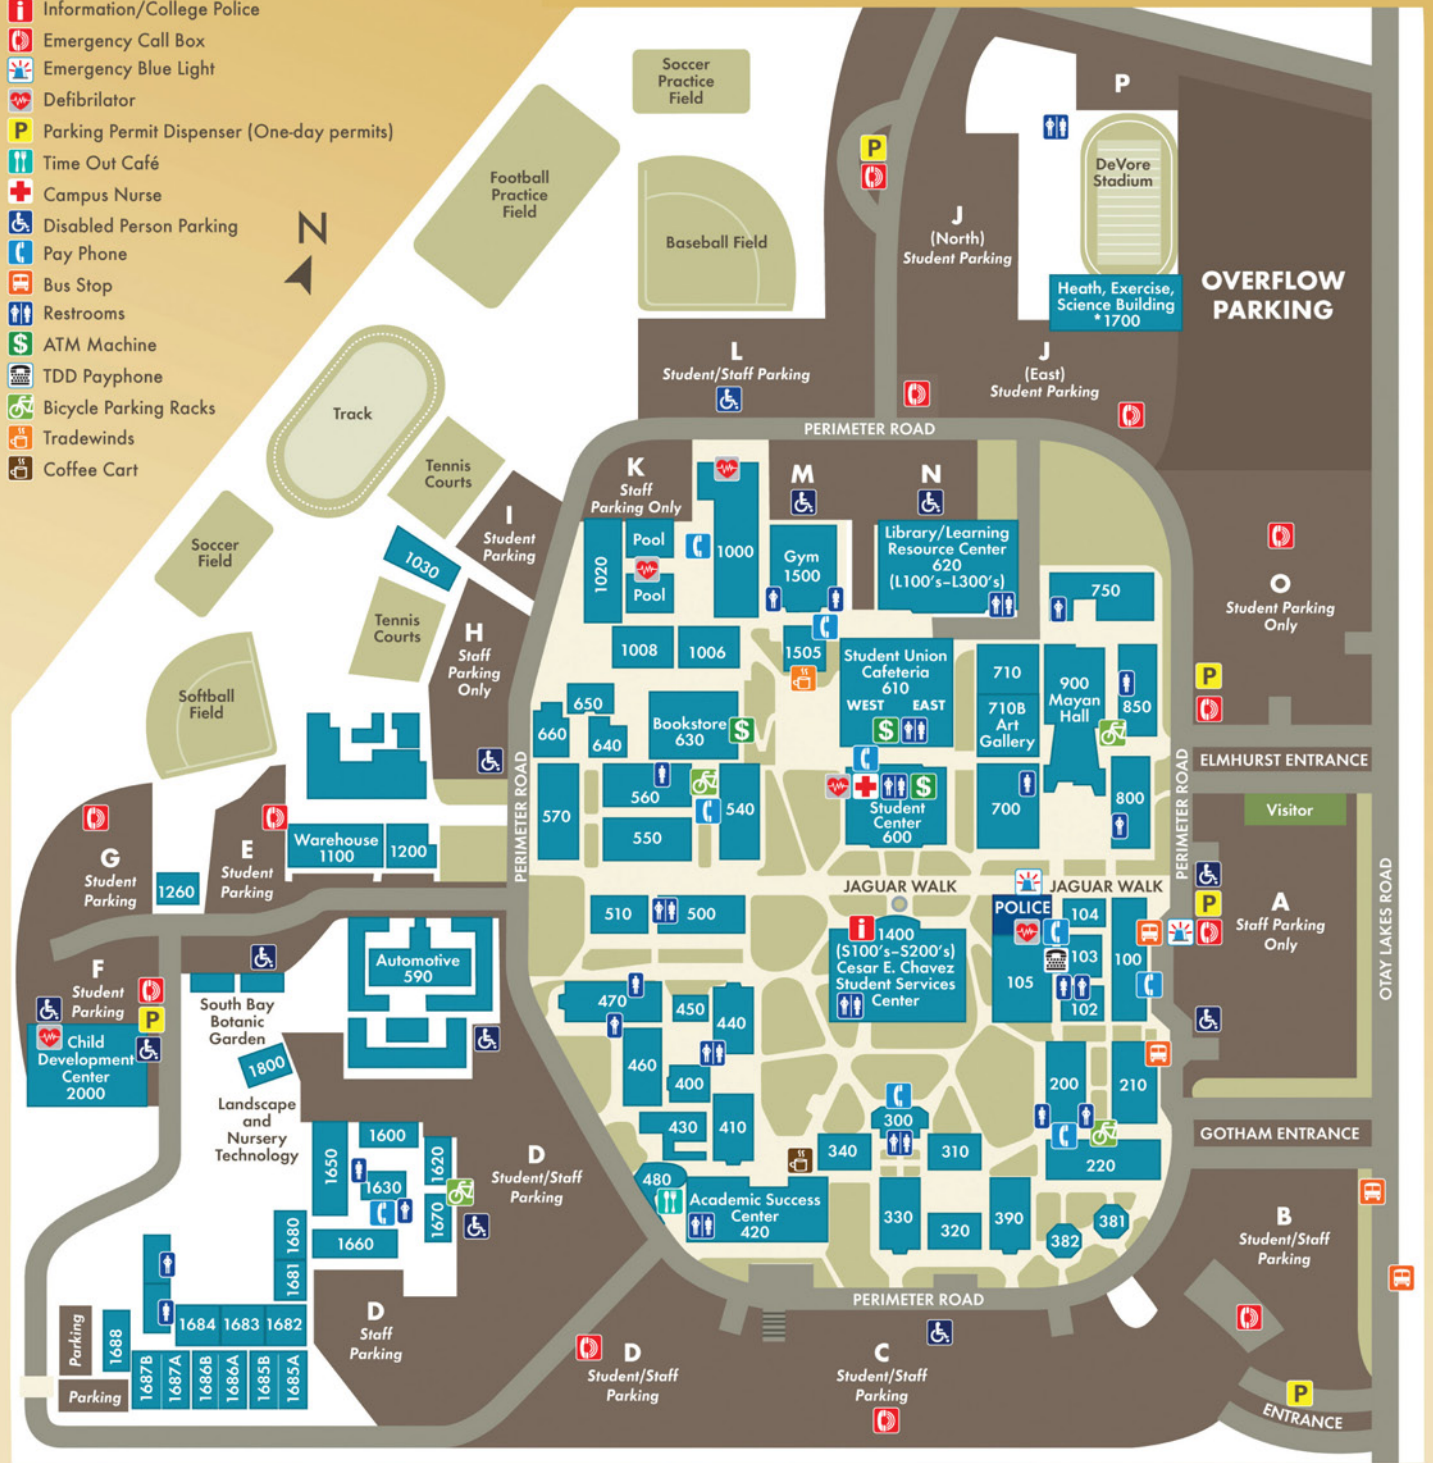 Information/College Police
Emergency Call Box
Emergency Blue Light
Defibrilator
P
Parking Permit Dispenser (One-day permits)
Time Out Café
Campus Nurse
Disabled Person Parking
Pay Phone
Bus Stop
Restrooms
$
ATM Machine
TDD Payphone
Bicycle Parking Racks
Tradewinds
Coffee Cart
N
Soccer
Practice
Field
Football
Practice
Field
Baseball Field
P
P
DeVore
Stadium
J
(North)
Student Parking
Heath, Exercise,
Science Building
*1700
OVERFLOW
PARKING
L
Student/Staff Parking
J
(East)
Student Parking
Track
PERIMETER ROAD
Tennis
Courts
K
Staff
Parking Only
M
N
I
Student
Parking
Soccer
Field
1030
1020
Pool
Pool
1000
Gym
1500
Library/Learning
Resource Center
620
(L100's–L300's)
750
O
Student Parking
Only
Tennis
Courts
H
Staff
Parking
Only
1008
1006
1505
Student Union
Cafeteria
610
WEST EAST
$
710
710B
Art
Gallery
900
Mayan
Hall
850
P
Softball
Field
650
660
640
Bookstore
630
$
PERIMETER ROAD
PERIMETER ROAD
ELMHURST ENTRANCE
570
560
550
540
$
Student
Center
600
700
800
Visitor
G
Student
Parking
E
Student
Parking
Warehouse
1100
1200
1260
JAGUAR WALK
JAGUAR WALK
OTAY LAKES ROAD
510
500
1400
(S100's–S200's)
Cesar E. Chavez
Student Services
Center
POLICE
104
103
102
105
100
P
A
Staff Parking
Only
Automotive
590
F
Student
Parking
P
South Bay
Botanic
Garden
Child
Development
Center
2000
1800
Landscape
and
Nursery
Technology
470
450
440
460
400
430
410
480
200
210
220
GOTHAM ENTRANCE
300
340
310
1600
1650
1620
1630
1670
1660
1680
1681
D
Student/Staff
Parking
Academic Success
Center
420
330
320
390
382
381
B
Student/Staff
Parking
PERIMETER ROAD
Parking
1688
1684
1683
1682
Parking
1687B
1687A
1686B
1686A
1685B
1685A
D
Staff
Parking
D
Student/Staff
Parking
C
Student/Staff
Parking
P
ENTRANCE